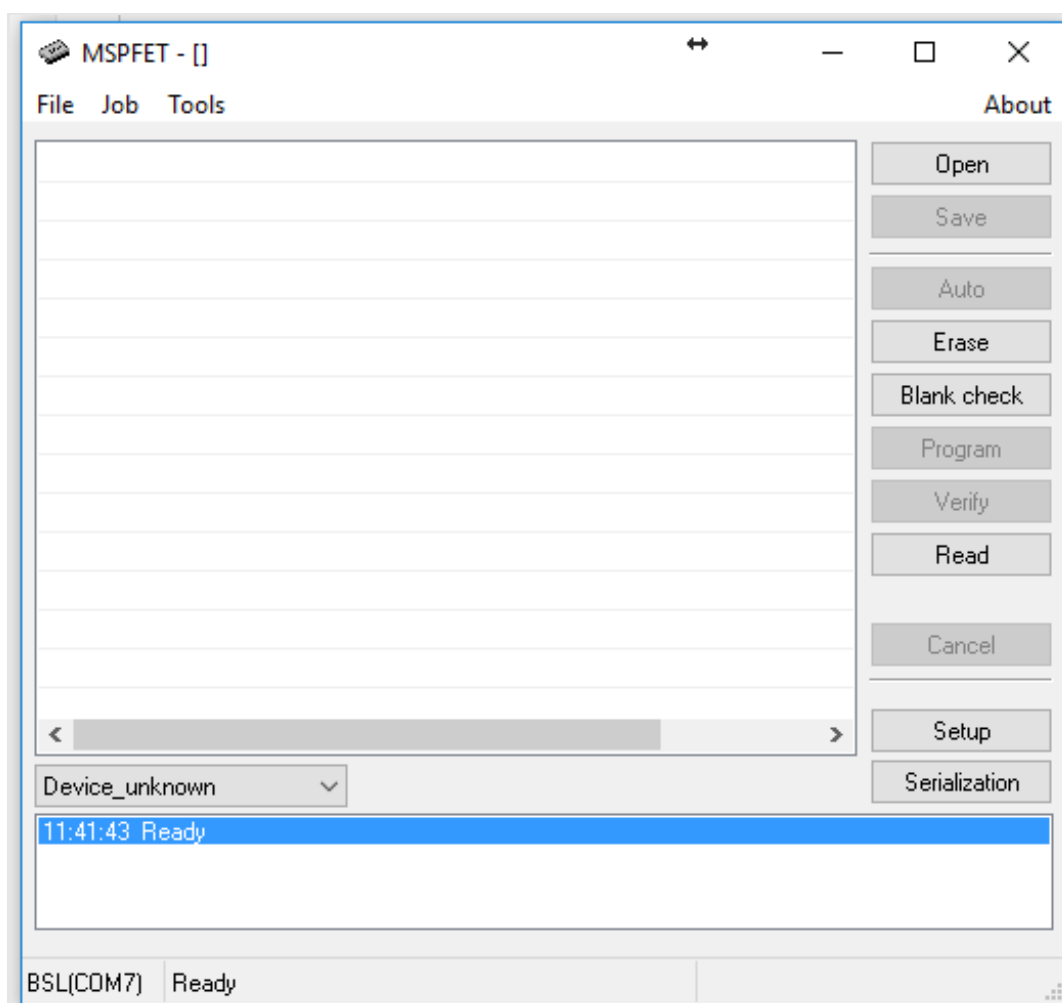 MSPFET - []
File Job Tools About
Open
Save
Auto
Erase
Blank check
Program
Verify
Read
Cancel
Setup
Device_unknown
Serialization
11:41:43 Ready
BSL(COM7) Ready